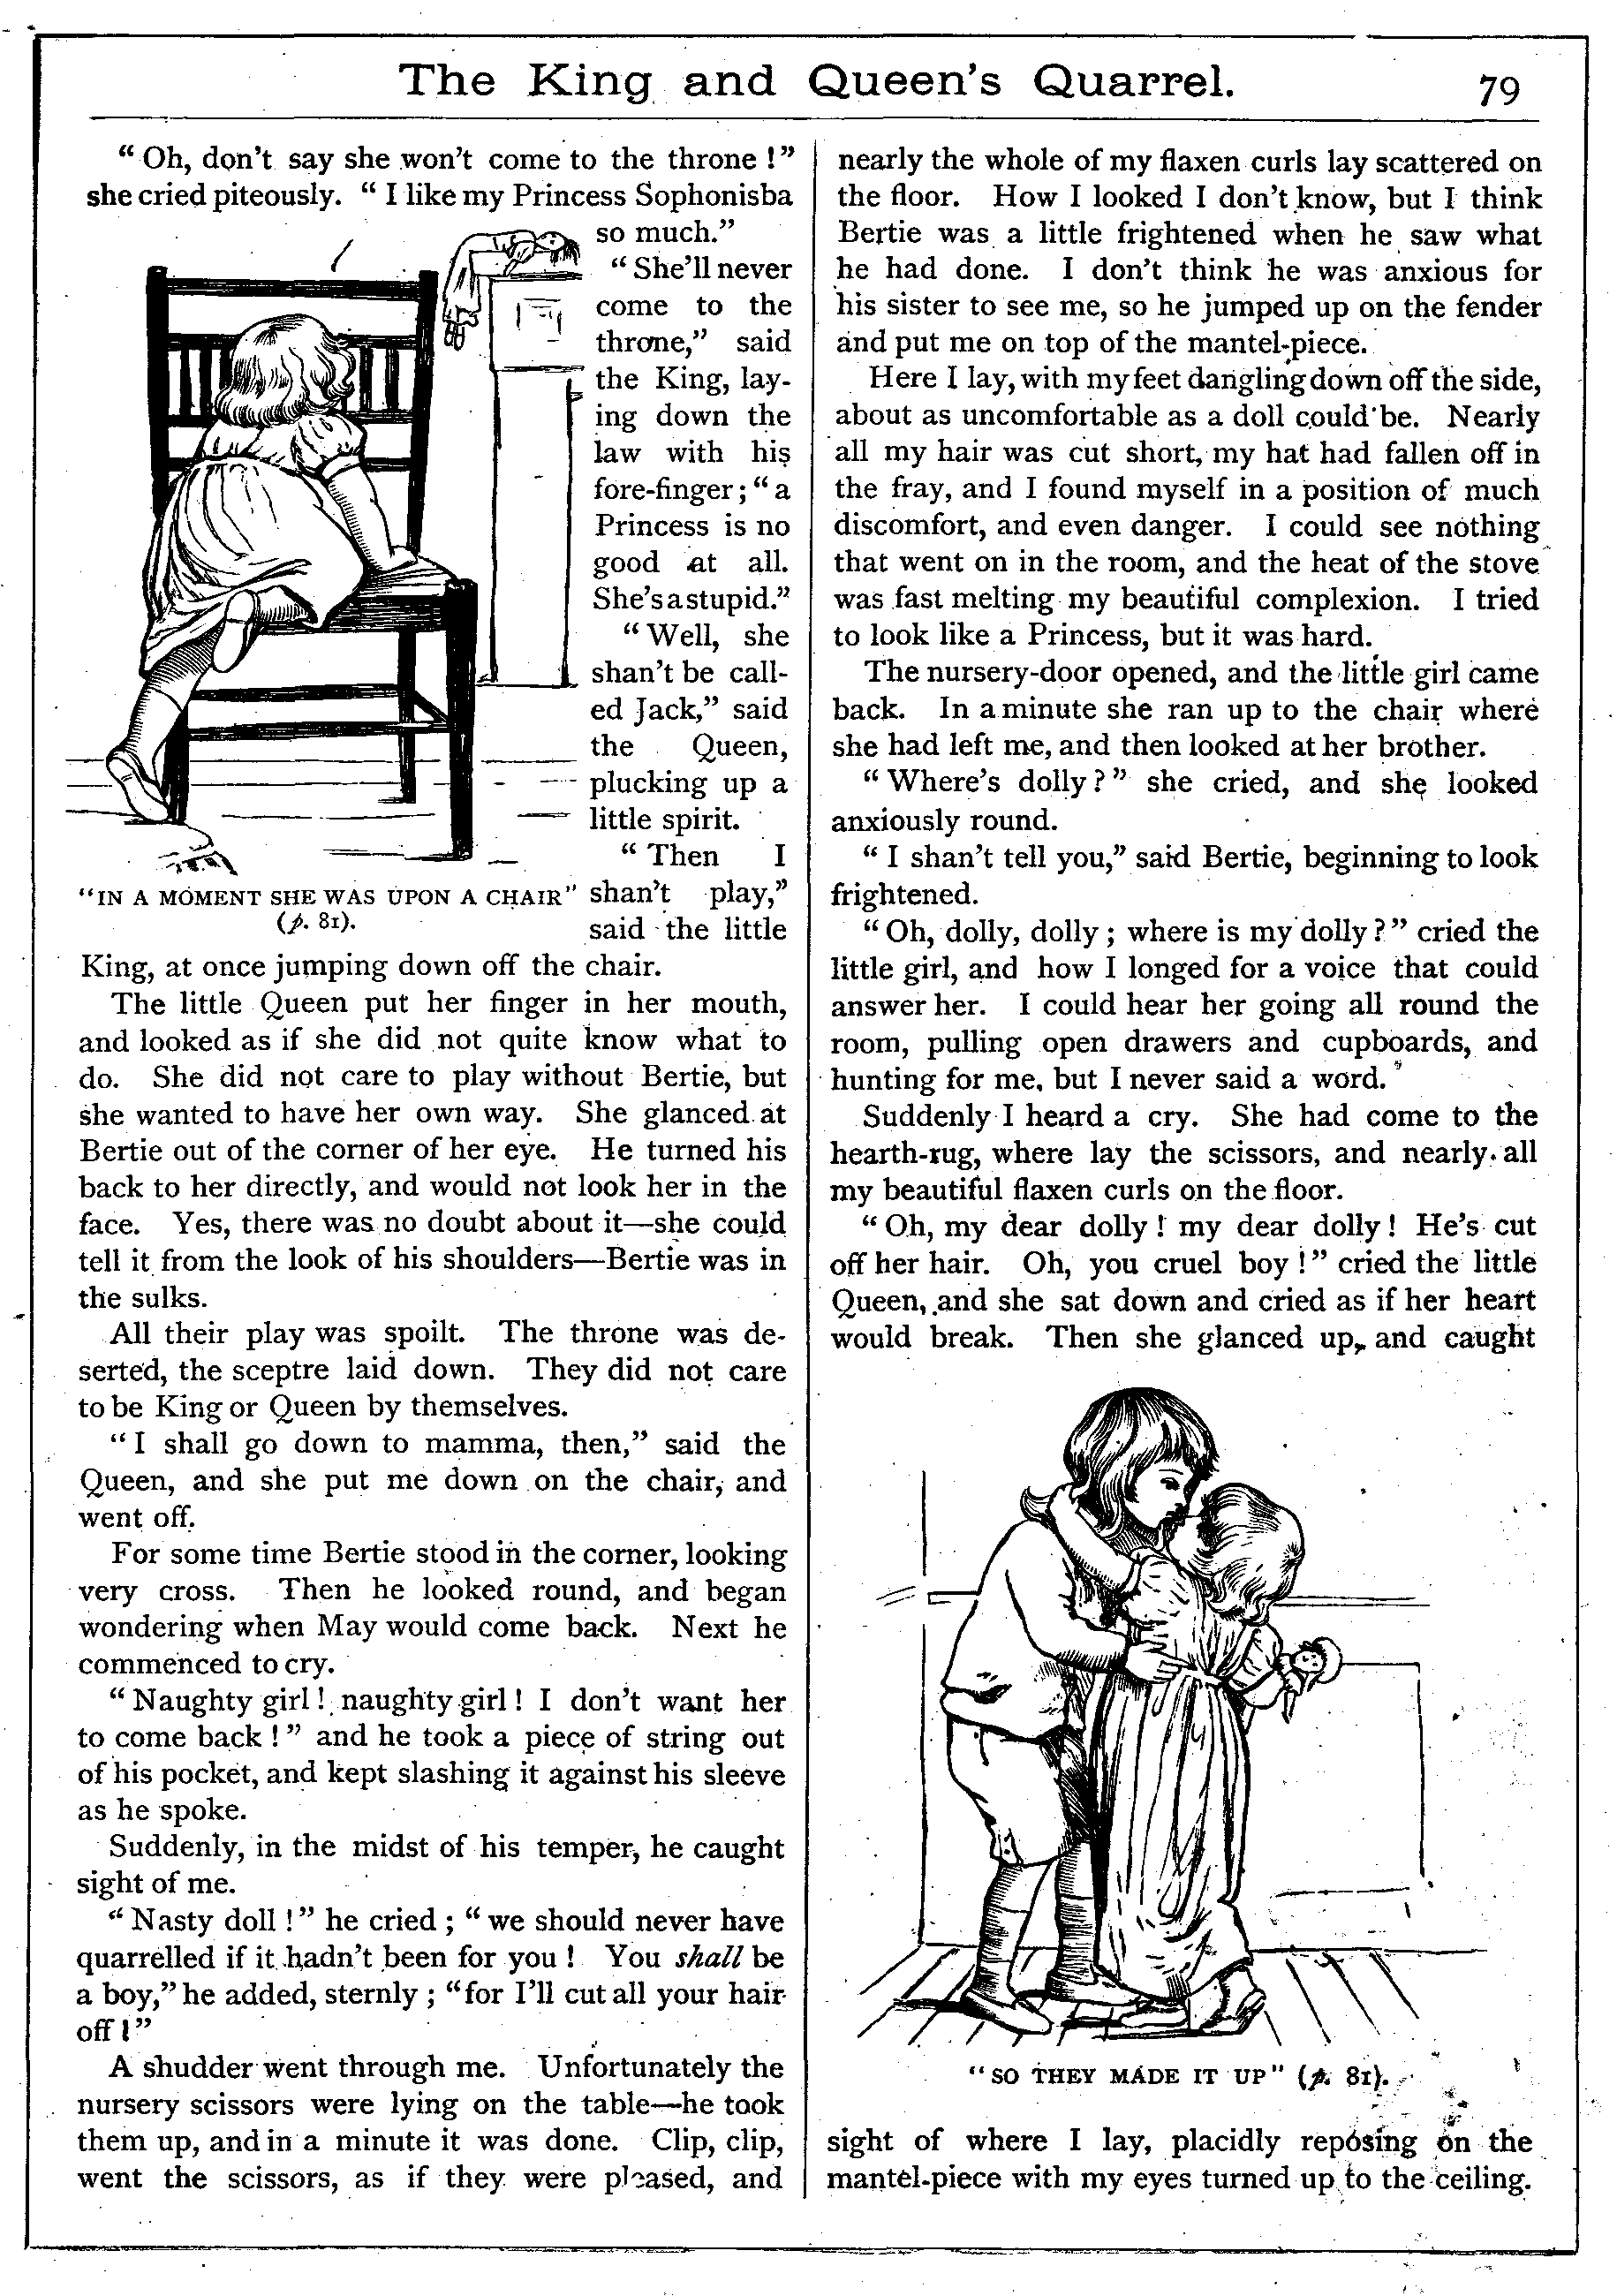 The King and Queen's Quarrel.
79
“Oh, don't say she won't come to the throne!”
she cried piteously. “I like my Princess Sophonisba
so much.”
“She'll never
come to the
throne,” said
the King, lay-
ing down the
law with his
fore-finger; “a
Princess is no
good at all.
She's a stupid.”
“Well, she
shan't be call-
ed Jack,” said
the Queen,
plucking up a
little spirit.
“Then I
shan't play,”
said the little
“IN A MOMENT SHE WAS UPON A CHAIR”
(p. 81).
King, at once jumping down off the chair.
The little Queen put her finger in her mouth,
and looked as if she did not quite know what to
do. She did not care to play without Bertie, but
she wanted to have her own way. She glanced at
Bertie out of the corner of her eye. He turned his
back to her directly, and would not look her in the
face. Yes, there was no doubt about it—she could
tell it from the look of his shoulders—Bertie was in
the sulks.
All their play was spoilt. The throne was de-
serted, the sceptre laid down. They did not care
to be King or Queen by themselves.
“I shall go down to mamma, then,” said the
Queen, and she put me down on the chair, and
went off.
For some time Bertie stood in the corner, looking
very cross. Then he looked round, and began
wondering when May would come back. Next he
commenced to cry.
“Naughty girl! naughty girl! I don't want her
to come back!” and he took a piece of string out
of his pocket, and kept slashing it against his sleeve
as he spoke.
Suddenly, in the midst of his temper, he caught
sight of me.
“Nasty doll!” he cried; “we should never have
quarrelled if it hadn't been for you! You shall be
a boy,” he added, sternly; “for I'll cut all your hair
off!”
A shudder went through me. Unfortunately the
nursery scissors were lying on the table—he took
them up, and in a minute it was done. Clip, clip,
went the scissors, as if they were pleased, and
nearly the whole of my flaxen curls lay scattered on
the floor. How I looked I don't know, but I think
Bertie was a little frightened when he saw what
he had done. I don't think he was anxious for
his sister to see me, so he jumped up on the fender
and put me on top of the mantel-piece.
Here I lay, with my feet dangling down off the side,
about as uncomfortable as a doll could be. Nearly
all my hair was cut short, my hat had fallen off in
the fray, and I found myself in a position of much
discomfort, and even danger. I could see nothing
that went on in the room, and the heat of the stove
was fast melting my beautiful complexion. I tried
to look like a Princess, but it was hard.
The nursery-door opened, and the little girl came
back. In a minute she ran up to the chair where
she had left me, and then looked at her brother.
“Where's dolly?” she cried, and she looked
anxiously round.
“I shan't tell you,” said Bertie, beginning to look
frightened.
“Oh, dolly, dolly; where is my dolly?” cried the
little girl, and how I longed for a voice that could
answer her. I could hear her going all round the
room, pulling open drawers and cupboards, and
hunting for me, but I never said a word.
Suddenly I heard a cry. She had come to the
hearth-rug, where lay the scissors, and nearly all
my beautiful flaxen curls on the floor.
“Oh, my dear dolly! my dear dolly! He's cut
off her hair. Oh, you cruel boy!” cried the little
Queen, and she sat down and cried as if her heart
would break. Then she glanced up, and caught
“SO THEY MADE IT UP” (p. 81).
sight of where I lay, placidly reposing on the
mantel-piece with my eyes turned up to the ceiling.